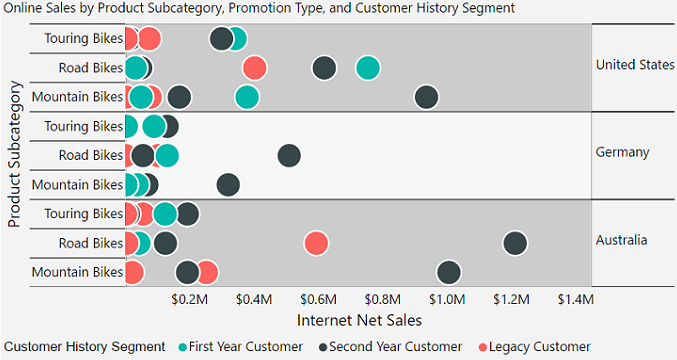 Online Sales by Product Subcategory, Promotion Type, and Customer History Segment
Product Subcategory
Touring Bikes
Road Bikes
Mountain Bikes
United States
Touring Bikes
Road Bikes
Mountain Bikes
Germany
Touring Bikes
Road Bikes
Mountain Bikes
Australia
$0.2M $0.4M $0.6M $0.8M $1.0M $1.2M $1.4M
Internet Net Sales
Customer History Segment First Year Customer Second Year Customer Legacy Customer